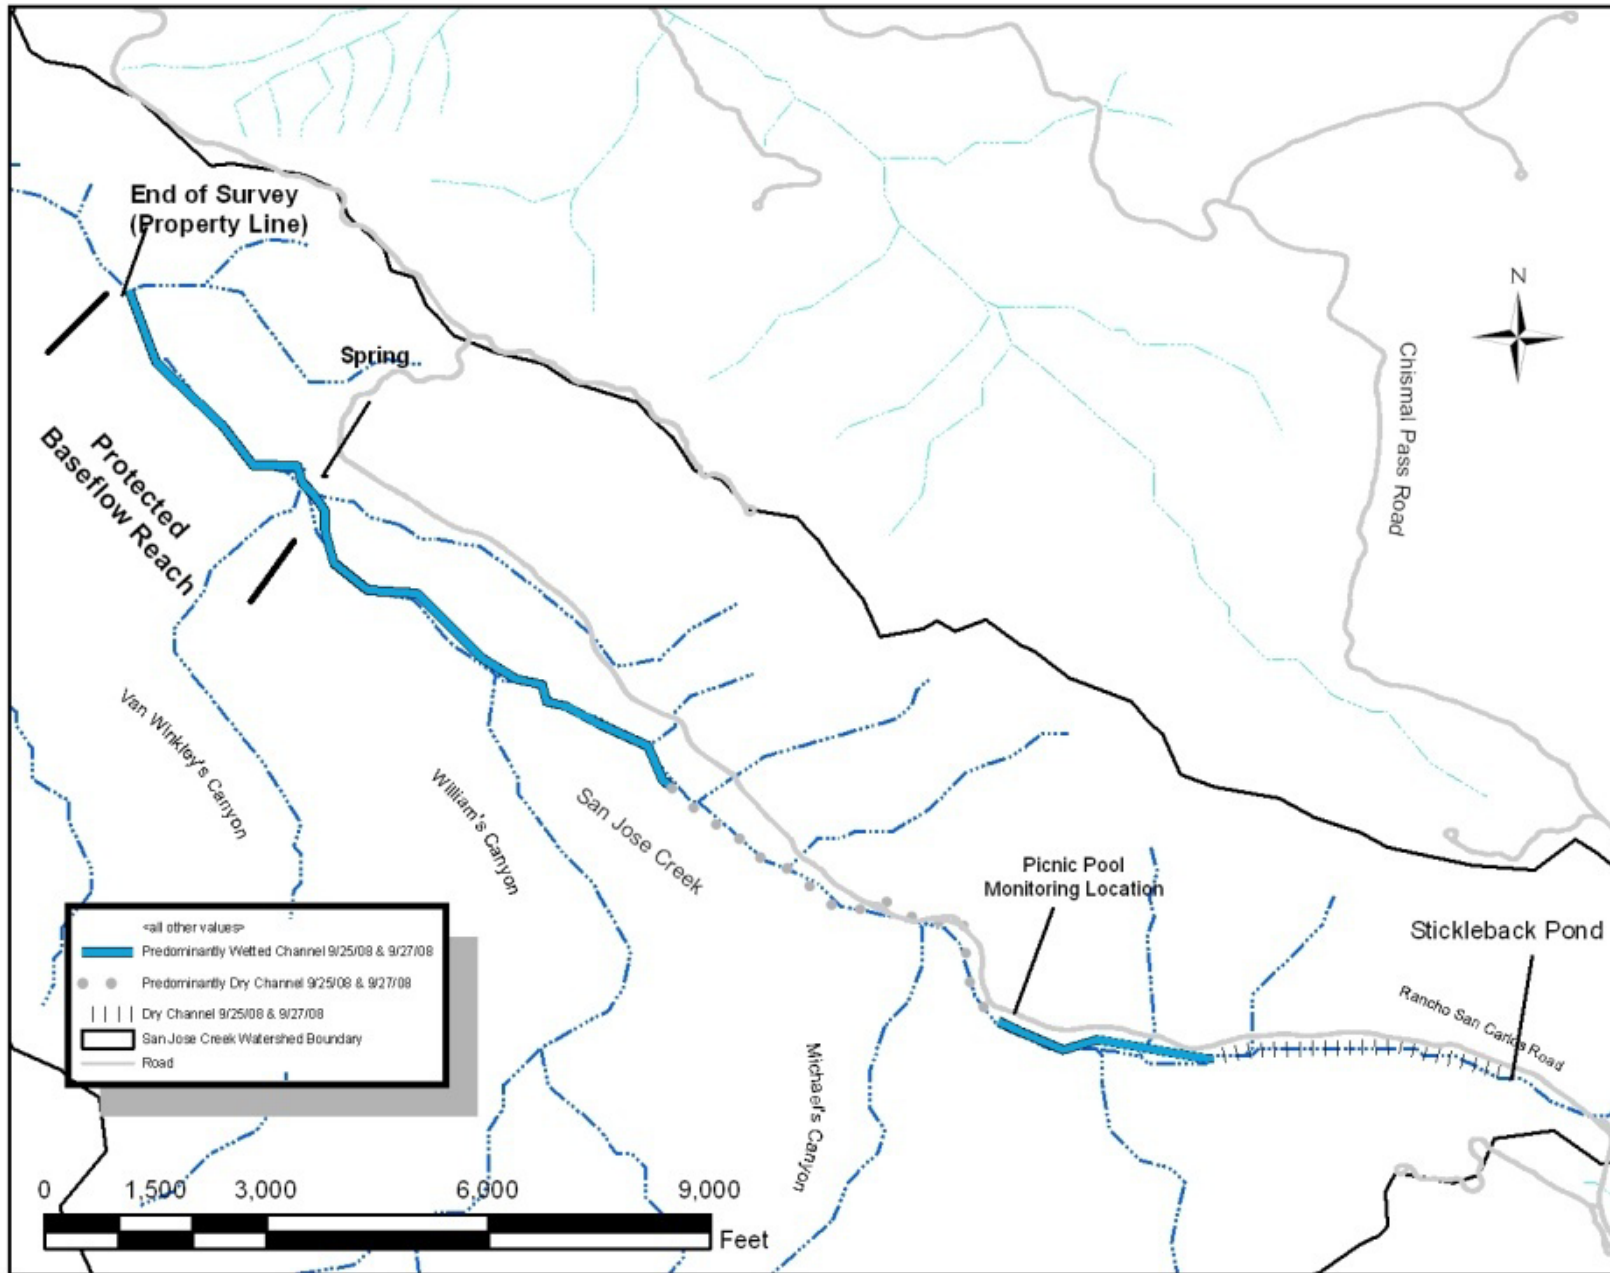 End of Survey
(Property Line)
N
Spring
Chismal Pass Road
Protected
Baseflow Reach
Van Winkley's Canyon
William's Canyon
San Jose Creek
Picnic Pool
Monitoring Location
Stickleback Pond
Rancho San Carlos Road
Michael's Canyon
<all other values>
Predominantly Wetted Channel 9/25/08 & 9/27/08
Predominantly Dry Channel 9/25/08 & 9/27/08
Dry Channel 9/25/08 & 9/27/08
San Jose Creek Watershed Boundary
Road
0 1,500 3,000 6,000 9,000
Feet